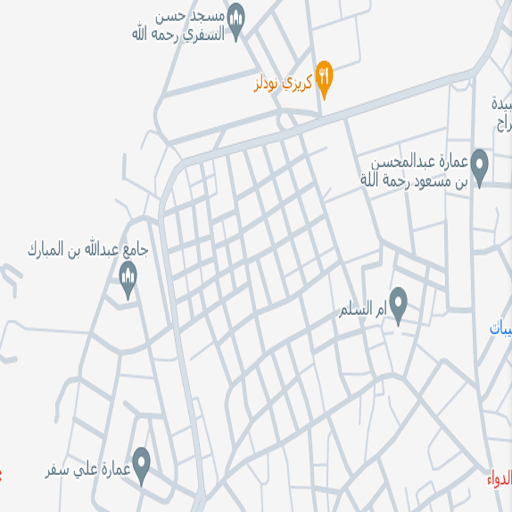 مسجد حسن
السفري رحمه الله
كريزي نودلز
عمارة عبدالمحسن
بن مسعود رحمة اللة
جامع عبدالله بن المبارك
ام السلم
عمارة علي سفر
الدواء